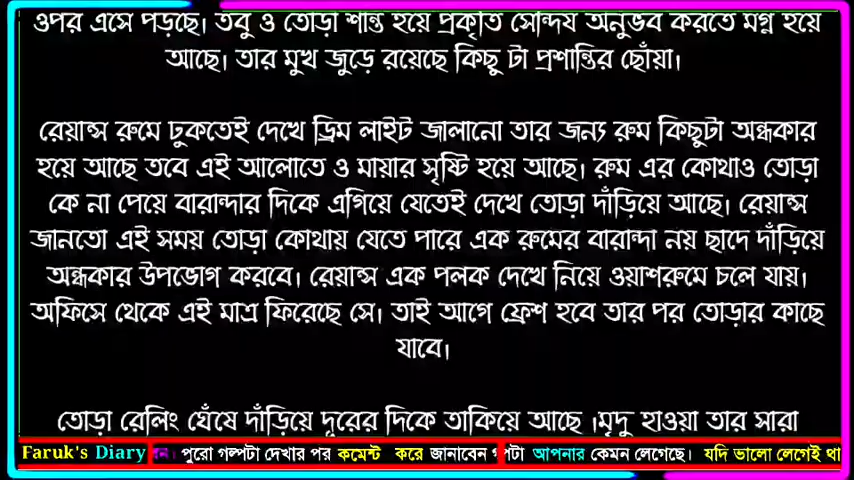 ওপর এসে পড়ছে। তবু ও তোড়া শান্ত হয়ে প্রকৃতি সৌন্দর্য অনুভব করতে মগ্ন হয়ে
আছে। তার মুখ জুড়ে রয়েছে কিছু টা প্রশান্তির ছোঁয়া।
রেয়ান্স রুমে ঢুকতেই দেখে ড্রিম লাইট জালানো তার জন্য রুম কিছুটা অন্ধকার
হয়ে আছে তবে এই আলোতে ও মায়ার সৃষ্টি হয়ে আছে। রুম এর কোথাও তোড়া
কে না পেয়ে বারান্দার দিকে এগিয়ে যেতেই দেখে তোড়া দাঁড়িয়ে আছে। রেয়ান্স
জানতো এই সময় তোড়া কোথায় যেতে পারে এক রুমের বারান্দা নয় ছাদে দাঁড়িয়ে
অন্ধকার উপভোগ করবে। রেয়ান্স এক পলক দেখে নিয়ে ওয়াশরুমে চলে যায়।
অফিসে থেকে এই মাত্র ফিরেছে সে। তাই আগে ফ্রেশ হবে তার পর তোড়ার কাছে
যাবে।
তোড়া রেলিং ঘেঁষে দাঁড়িয়ে দূরের দিকে তাকিয়ে আছে ।মৃদু হাওয়া তার সারা
Faruk's Diary পুরো গল্পটা দেখার পর কমেন্ট করে জানাবেন আপনার কেমন লেগেছে। যদি ভালো লেগেই